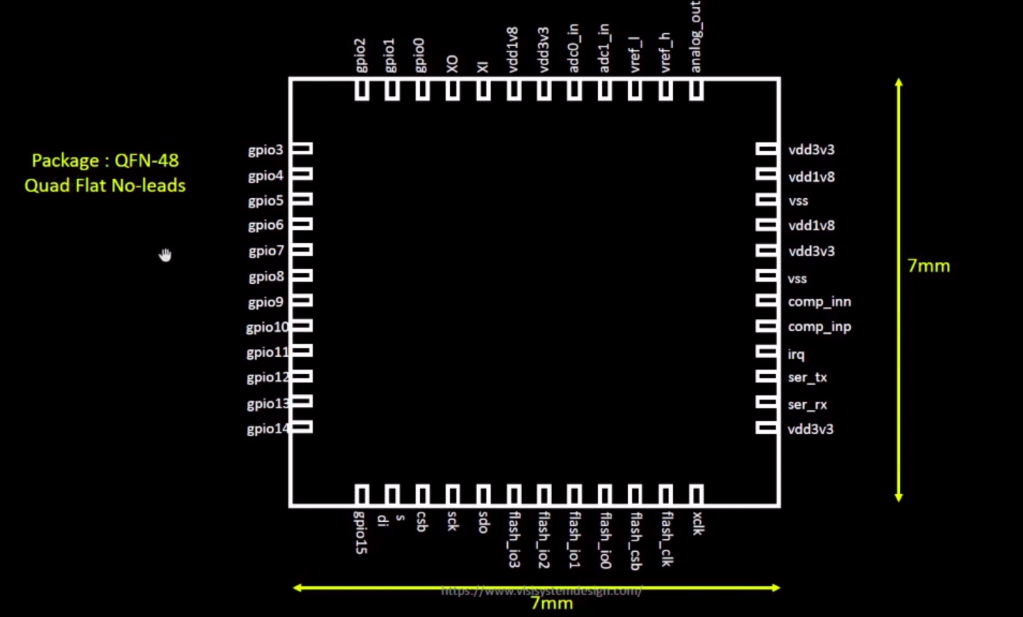 gpio2
gpio1
gpio0
XO
XI
vdd1v8
vdd3v3
adc0_in
adc1_in
vref_l
vref_h
analog_out
Package : QFN-48
Quad Flat No-leads
gpio3
gpio4
gpio5
gpio6
gpio7
gpio8
gpio9
gpio10
gpio11
gpio12
gpio13
gpio14
vdd3v3
vdd1v8
vss
vdd1v8
vdd3v3
vss
comp_inn
comp_inp
irq
ser_tx
ser_rx
vdd3v3
7mm
gpio15
s
di
csb
sck
sdo
flash_io3
flash_io2
flash_io1
flash_io0
flash_csb
flash_clk
xclk
https://www.vlsisystemdesign.com/
7mm